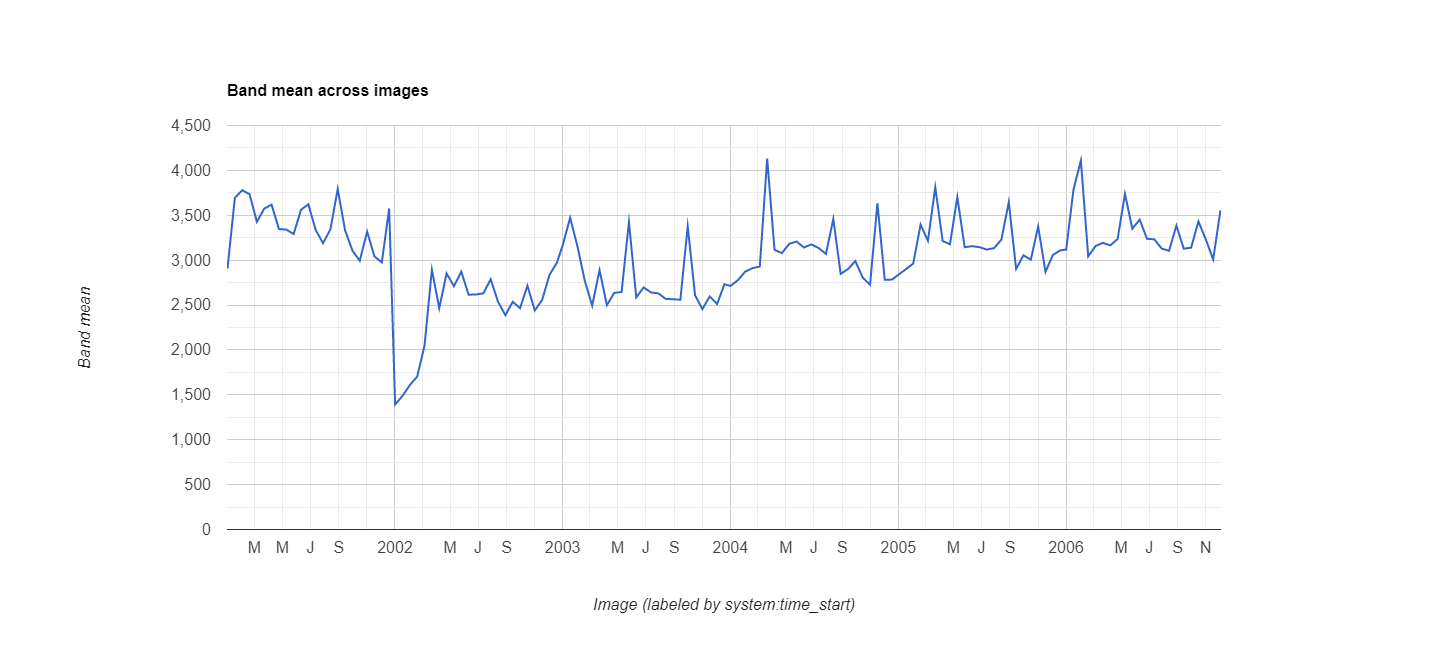 Band mean across images
4,500
4,000
3,500
3,000
2,500
2,000
1,500
1,000
500
0
Band mean
M M J S 2002 M J S 2003 M J S 2004 M J S 2005 M J S 2006 M J S N
Image (labeled by system:time_start)